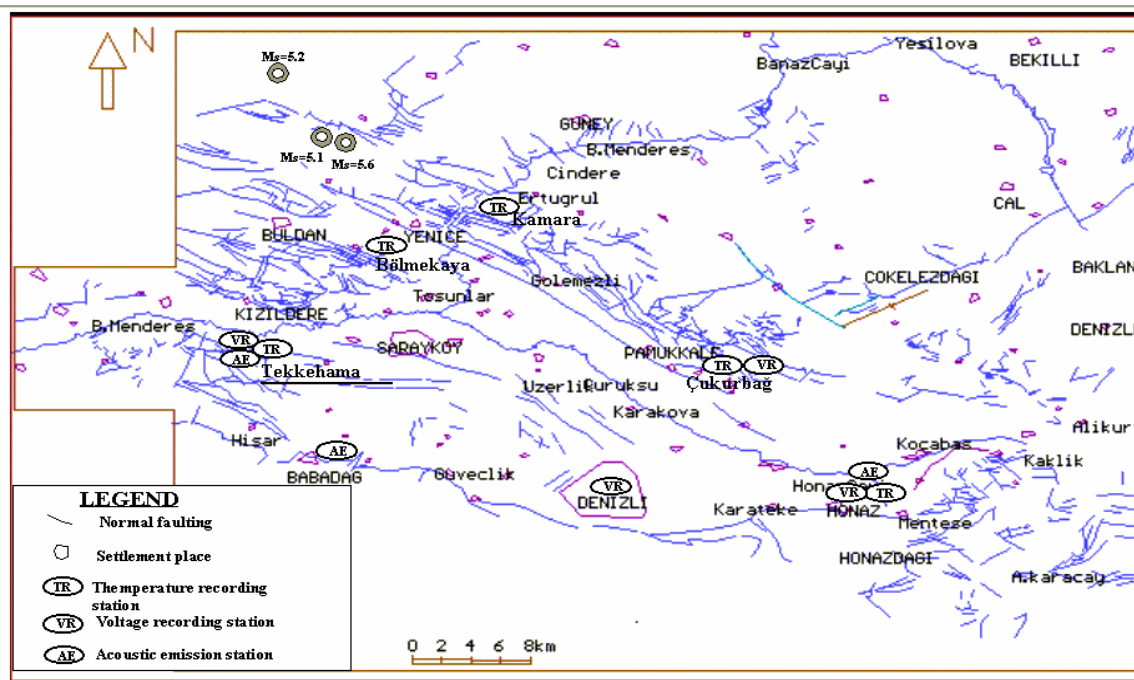 N
Ms=5.2
Yesilova
BanazCayi
BEKILLI
GUNEY
Ms=5.1
Ms=5.6
B.Menderes
Cindere
Ertugrul
TR
Kamara
CAL
BULDAN
YENICE
TR
Bölmekaya
Golemezli
COKELEZDAGI
BAKLAN
Tosunlar
KIZILDERE
B.Menderes
DENIZLI
VR
TR
AE
SARAYKOY
PAMUKKALE
TR
VR
Tekkehama
Çukurbağ
Uzerlik
Curuksu
Karakova
Alikur
Hisar
Kocabas
AE
Kaklik
BABADAG
Guveclik
AE
VR
DENIZLI
VR
TR
Karateke
HONAZ
Mentese
HONAZDAGI
A.karacay
LEGEND
Normal faulting
Settlement place
TR Themperature recording
station
VR Voltage recording station
AE Acoustic emission station
0 2 4 6 8km